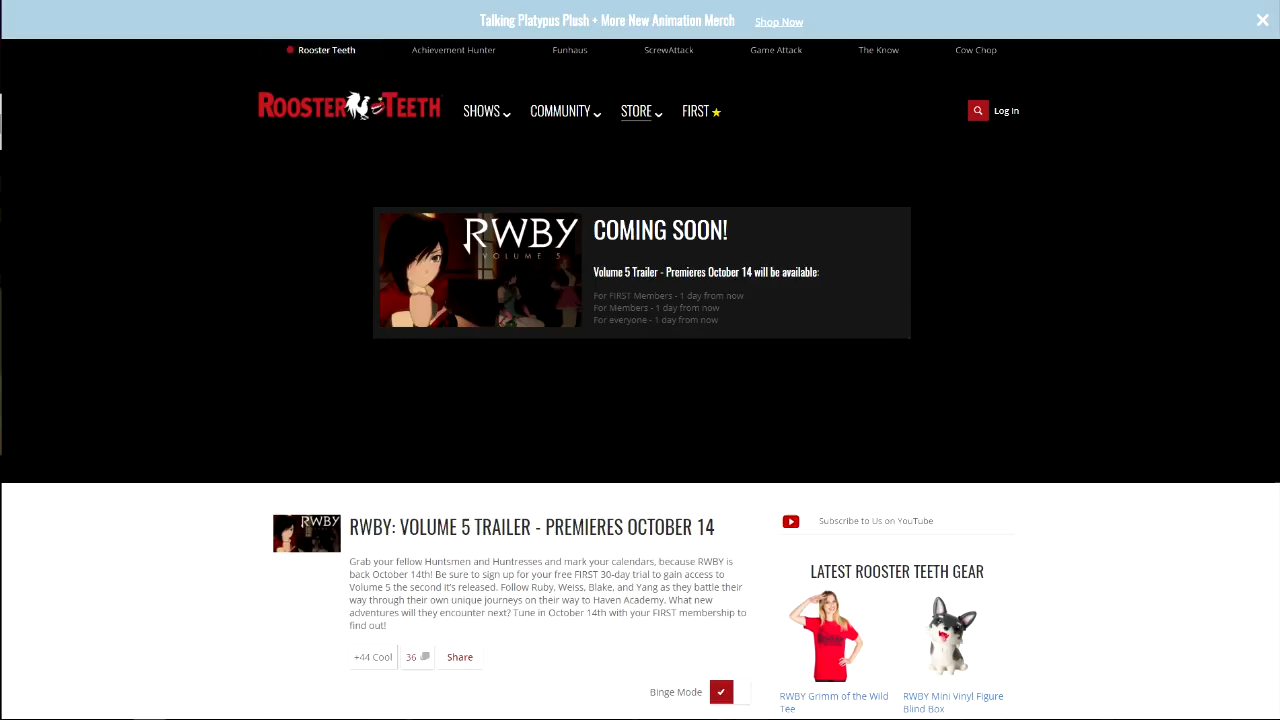 Talking Platypus Plush + More New Animation Merch Shop Now
Rooster Teeth Achievement Hunter Funhaus ScrewAttack Game Attack The Know Cow Chop
ROOSTER TEETH SHOWS COMMUNITY STORE FIRST Log In
RWBY
VOLUME 5
COMING SOON!
Volume 5 Trailer - Premieres October 14 will be available:
For FIRST Members - 1 day from now
For Members - 1 day from now
For everyone - 1 day from now
RWBY
RWBY: VOLUME 5 TRAILER - PREMIERES OCTOBER 14
Grab your fellow Huntsmen and Huntresses and mark your calendars, because RWBY is
back October 14th! Be sure to sign up for your free FIRST 30-day trial to gain access to
Volume 5 the second it's released. Follow Ruby, Weiss, Blake, and Yang as they battle their
way through their own unique journeys on their way to Haven Academy. What new
adventures will they encounter next? Tune in October 14th with your FIRST membership to
find out!
+44 Cool 36 Share
Binge Mode
Subscribe to Us on YouTube
LATEST ROOSTER TEETH GEAR
RWBY Grimm of the Wild
Tee
RWBY Mini Vinyl Figure
Blind Box